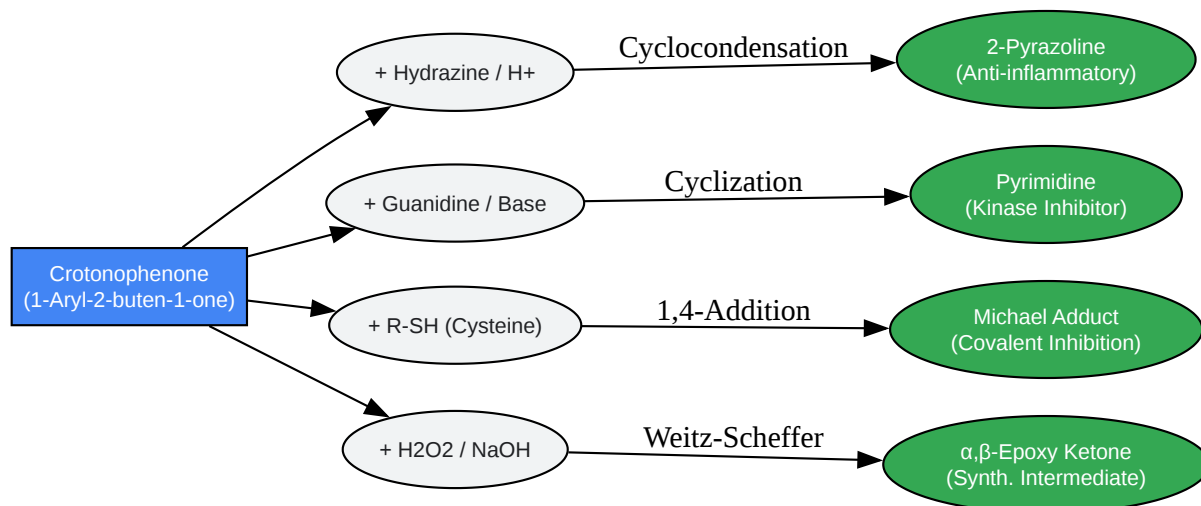 + Hydrazine / H+
Cyclocondensation
2-Pyrazoline
(Anti-inflammatory)
+ Guanidine / Base
Cyclization
Pyrimidine
(Kinase Inhibitor)
Crotonophenone
(1-Aryl-2-buten-1-one)
+ R-SH (Cysteine)
1,4-Addition
Michael Adduct
(Covalent Inhibition)
+ H2O2 / NaOH
Weitz-Scheffer
α,β-Epoxy Ketone
(Synth. Intermediate)